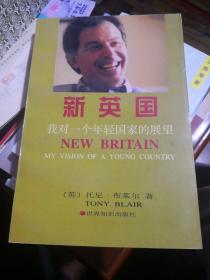 新英国
我对一个年轻国家的展望
NEW BRITAIN
MY VISION OF A YOUNG COUNTRY
（英）托尼·布莱尔 著
TONY BLAIR
世界知识出版社